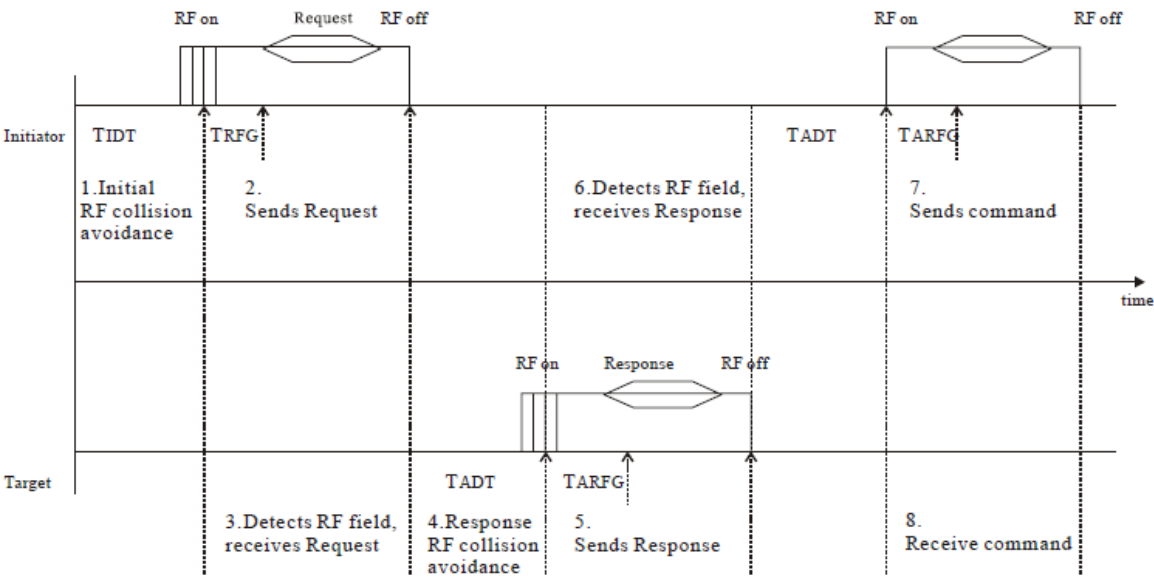 RF on Request RF off RF on RF off
Initiator TIDT TRFG TADT TARFG
1.Initial
RF collision
avoidance
2.
Sends Request
6.Detects RF field,
receives Response
7.
Sends command
time
RF on Response RF off
Target TADT TARFG
3.Detects RF field,
receives Request
4.Response
RF collision
avoidance
5.
Sends Response
8.
Receive command